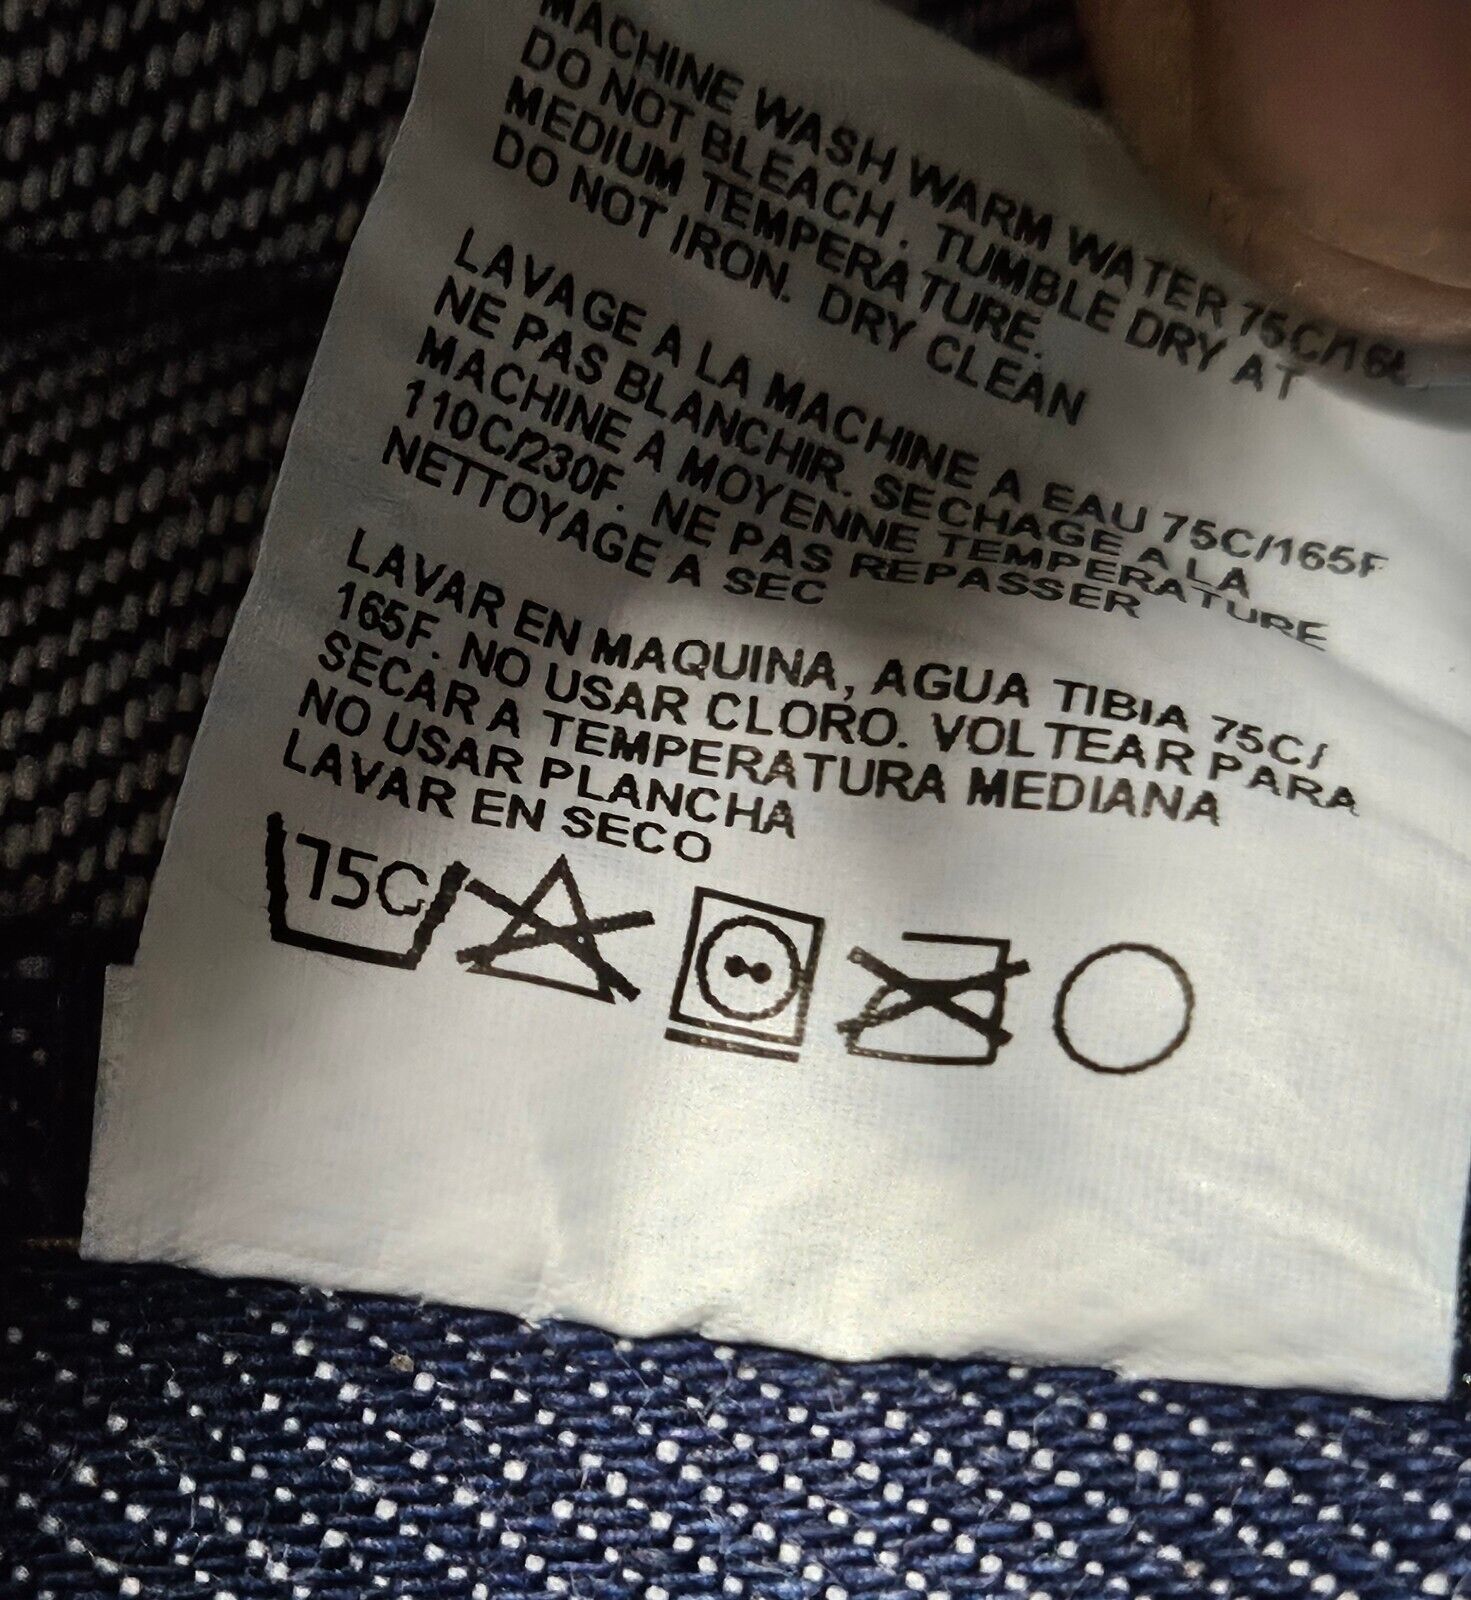 MACHINE WASH WARM WATER 75C/16
DO NOT BLEACH. TUMBLE DRY AT
MEDIUM TEMPERATURE.
DO NOT IRON. DRY CLEAN
LAVAGE A LA MACHINE A EAU 75C/165F
NE PAS BLANCHIR. SECHAGE A LA
MACHINE A MOYENNE TEMPERATURE
110C/230F. NE PAS REPASSER
NETTOYAGE A SEC
LAVAR EN MAQUINA, AGUA TIBIA 75C/
165F. NO USAR CLORO. VOLTEAR PARA
SECAR A TEMPERATURA MEDIANA
NO USAR PLANCHA
LAVAR EN SECO
75C